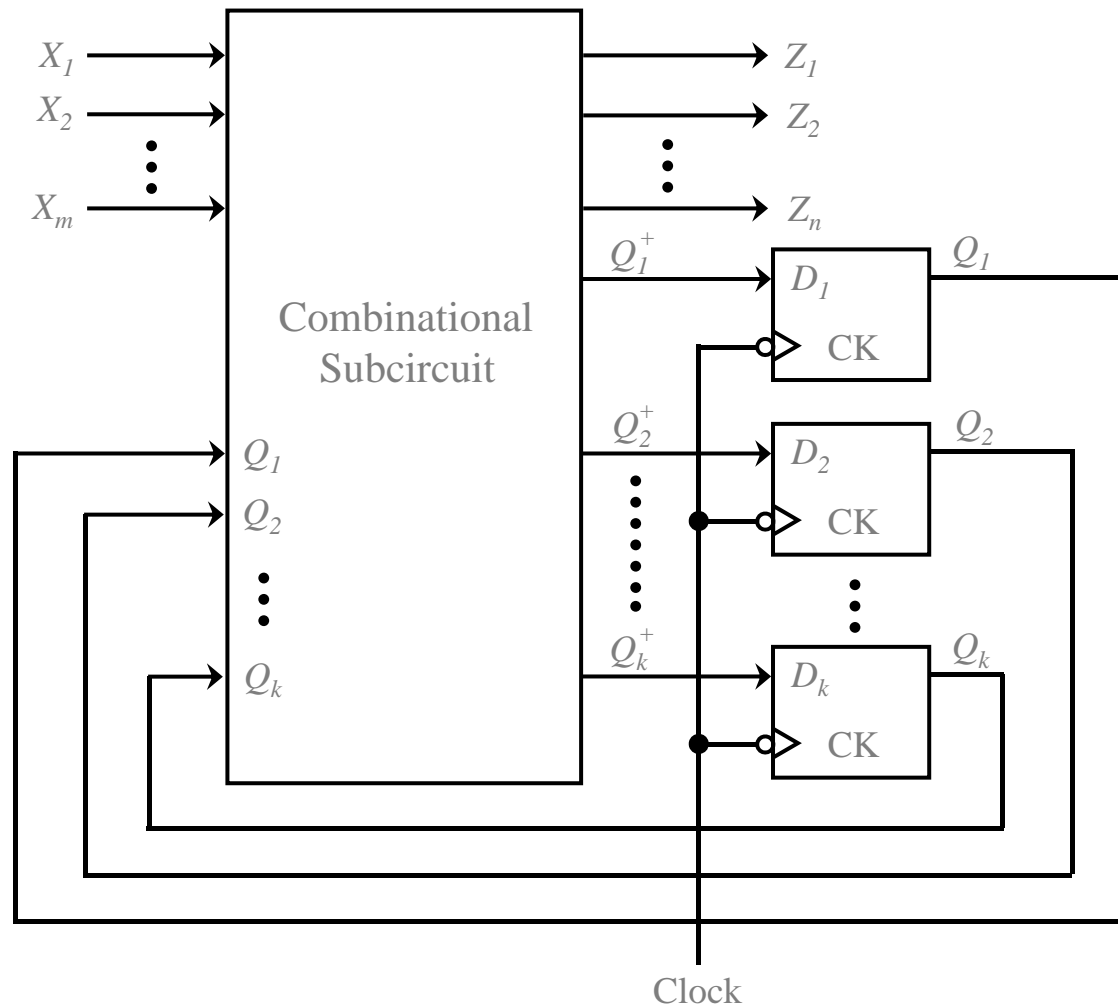 X₁
Z₁
X₂
Z₂
Xₘ
Zₙ
Q₁⁺
Q₁
D₁
CK
Combinational
Subcircuit
Q₂⁺
Q₂
Q₁
D₂
Q₂
CK
Qₖ⁺
Qₖ
Qₖ
Dₖ
CK
Clock